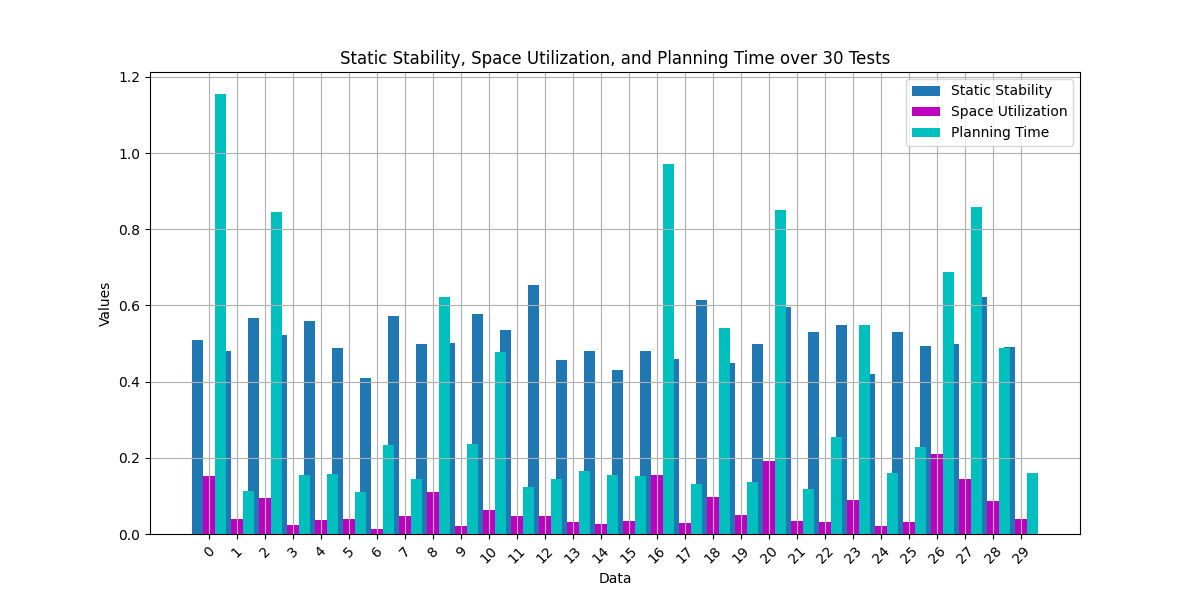 Static Stability, Space Utilization, and Planning Time over 30 Tests
Static Stability
Space Utilization
Planning Time
Values
1.2
1.0
0.8
0.6
0.4
0.2
0.0
0 1 2 3 4 5 6 7 8 9 10 11 12 13 14 15 16 17 18 19 20 21 22 23 24 25 26 27 28 29
Data